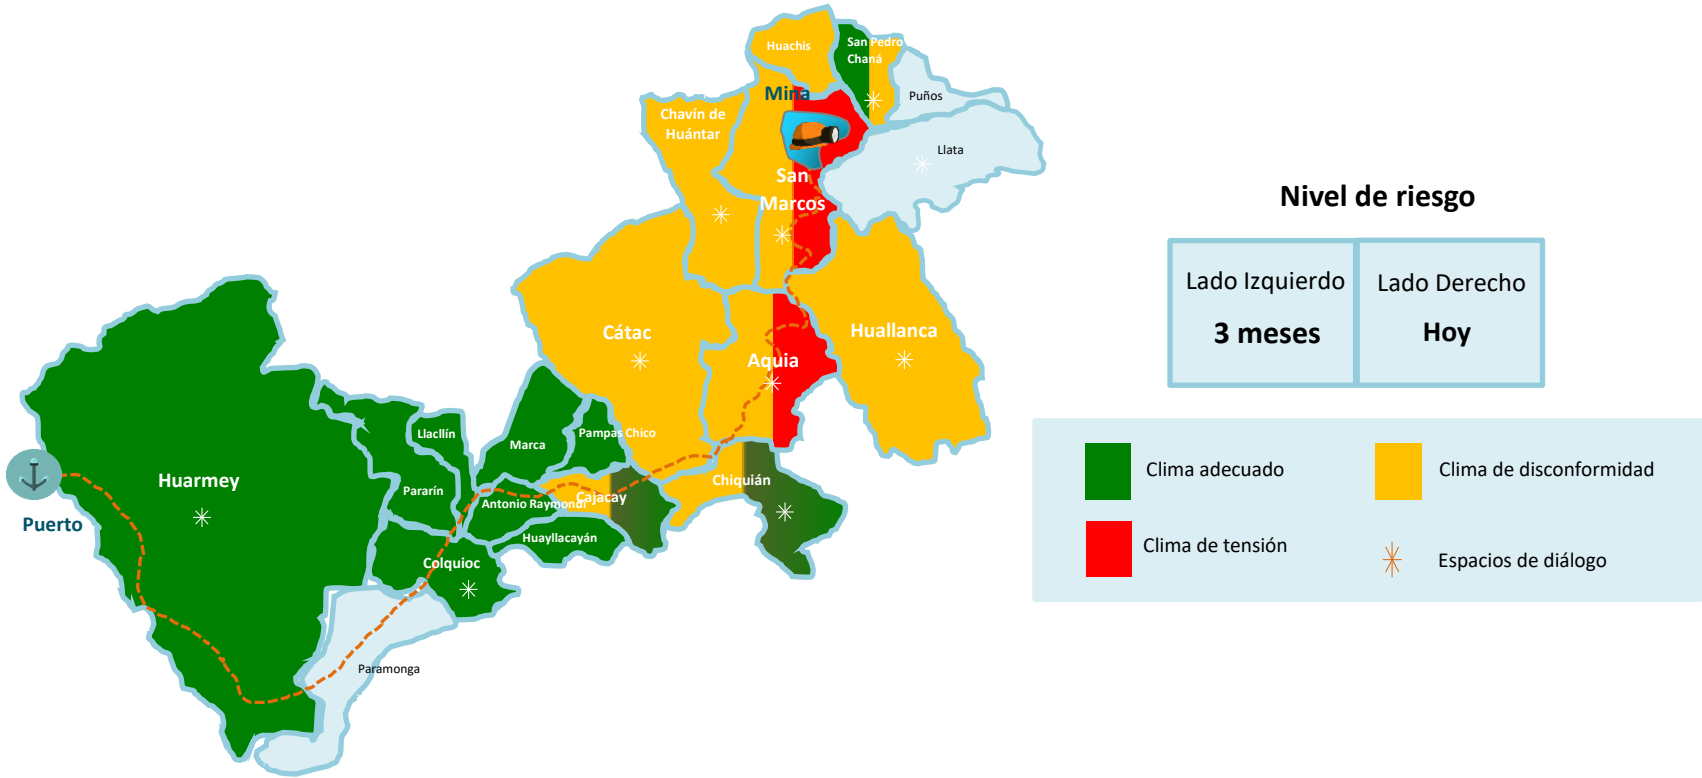 Huachis
San Pedro
Chaná
Mina
Puños
Chavín de
Huántar
Llata
San
Marcos
Cátac
Huallanca
Aquia
Llacllín
Marca
Pampas Chico
Huarmey
Pararín
Antonio Raymondi
Cajacay
Chiquián
Puerto
Huayllacayán
Colquioc
Paramonga
Nivel de riesgo
Lado Izquierdo
3 meses
Lado Derecho
Hoy
Clima adecuado
Clima de disconformidad
Clima de tensión
Espacios de diálogo